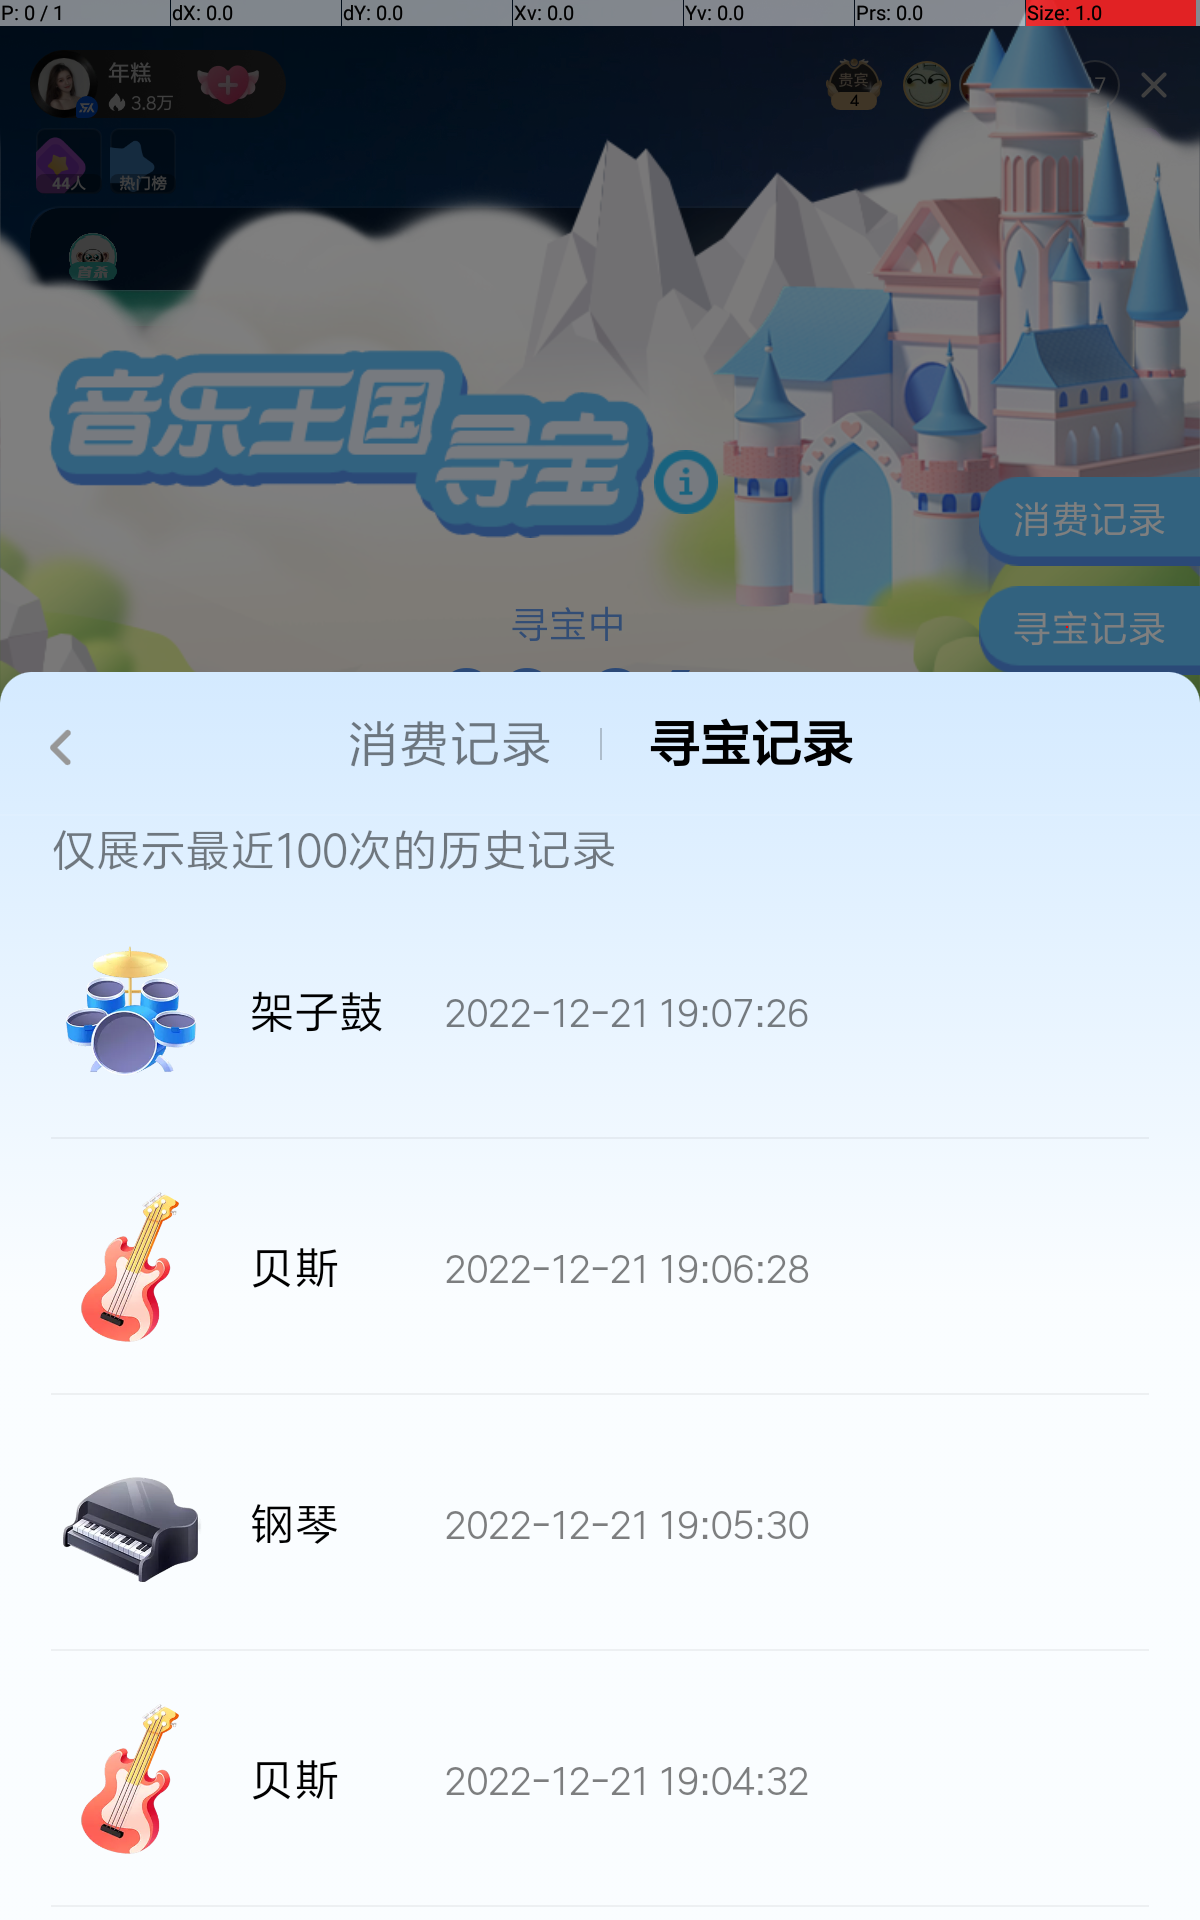 P: 0 / 1 dX: 0.0 dY: 0.0 Xv: 0.0 Yv: 0.0 Prs: 0.0 Size: 1.0
年糕
3.8万
贵宾
4
7
44人
热门榜
首杀
音乐王国
寻宝
消费记录
寻宝记录
寻宝中
消费记录 寻宝记录
仅展示最近100次的历史记录
架子鼓 2022-12-21 19:07:26
贝斯 2022-12-21 19:06:28
钢琴 2022-12-21 19:05:30
贝斯 2022-12-21 19:04:32